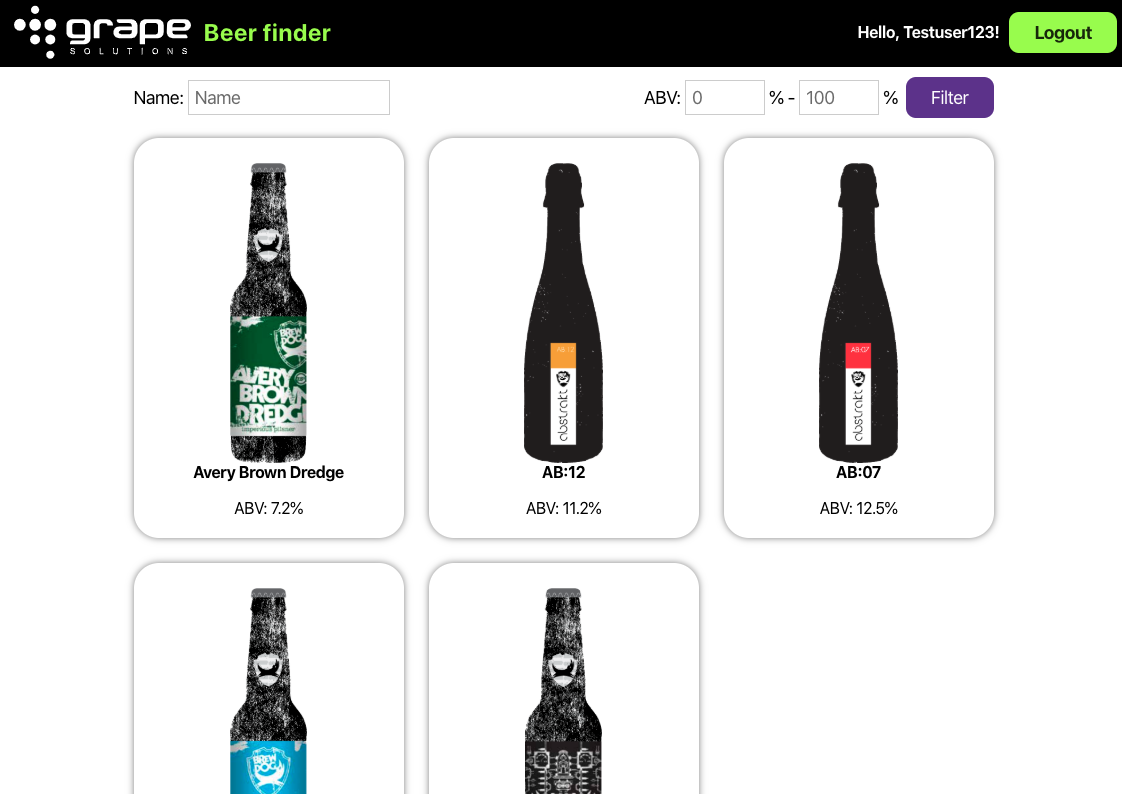 grape Beer finder Hello, Testuser123! Logout
SOLUTIONS
Name: Name ABV: 0 % - 100 % Filter
BREW
DOG
AVERY
BROWN
DREDGE
imperial pilsner
Avery Brown Dredge
ABV: 7.2%
AB:12
abstrakt
AB:12
ABV: 11.2%
AB:07
abstrakt
AB:07
ABV: 12.5%
BREW
DOG